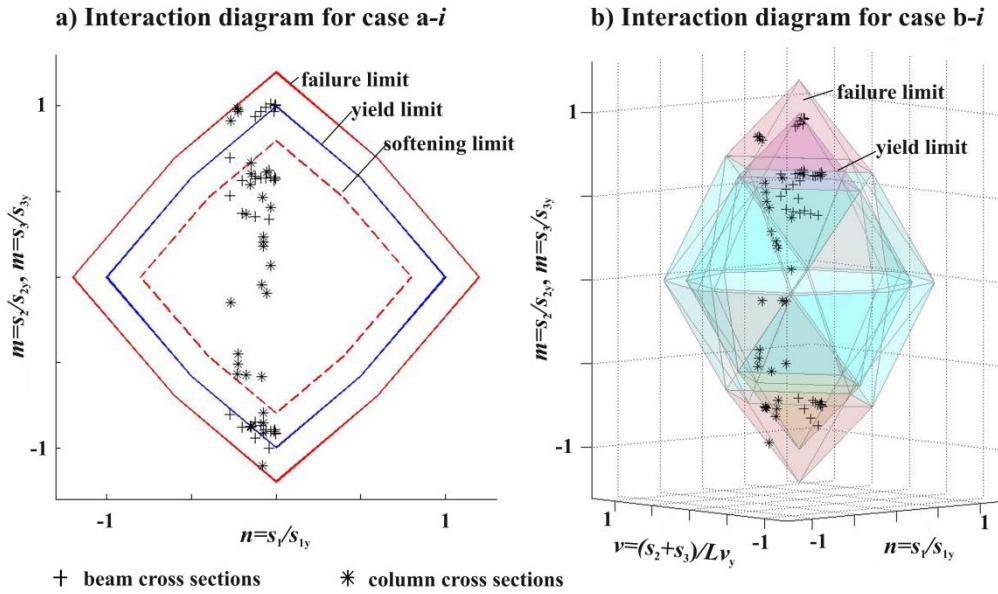 a) Interaction diagram for case a-i
failure limit
yield limit
softening limit
1
-1
m=s₂/s₂y, m=s₃/s₃y
-1
1
n=s₁/s₁y
b) Interaction diagram for case b-i
failure limit
yield limit
1
-1
m=s₂/s₂y, m=s₃/s₃y
1
-1
-1
1
v=(s₂+s₃)/Lvy
n=s₁/s₁y
+ beam cross sections
* column cross sections